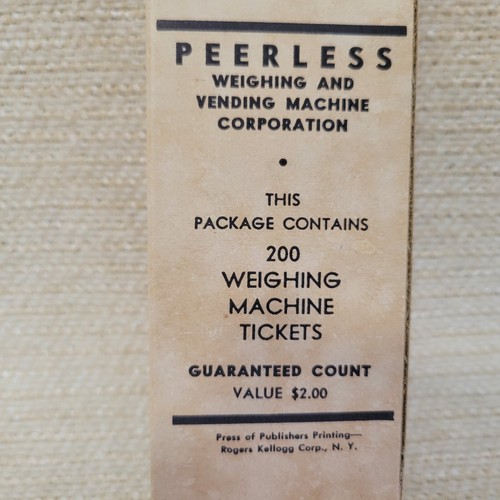 PEERLESS
WEIGHING AND
VENDING MACHINE
CORPORATION
•
THIS
PACKAGE CONTAINS
200
WEIGHING
MACHINE
TICKETS
GUARANTEED COUNT
VALUE $2.00
Press of Publishers Printing—
Rogers Kellogg Corp., N. Y.